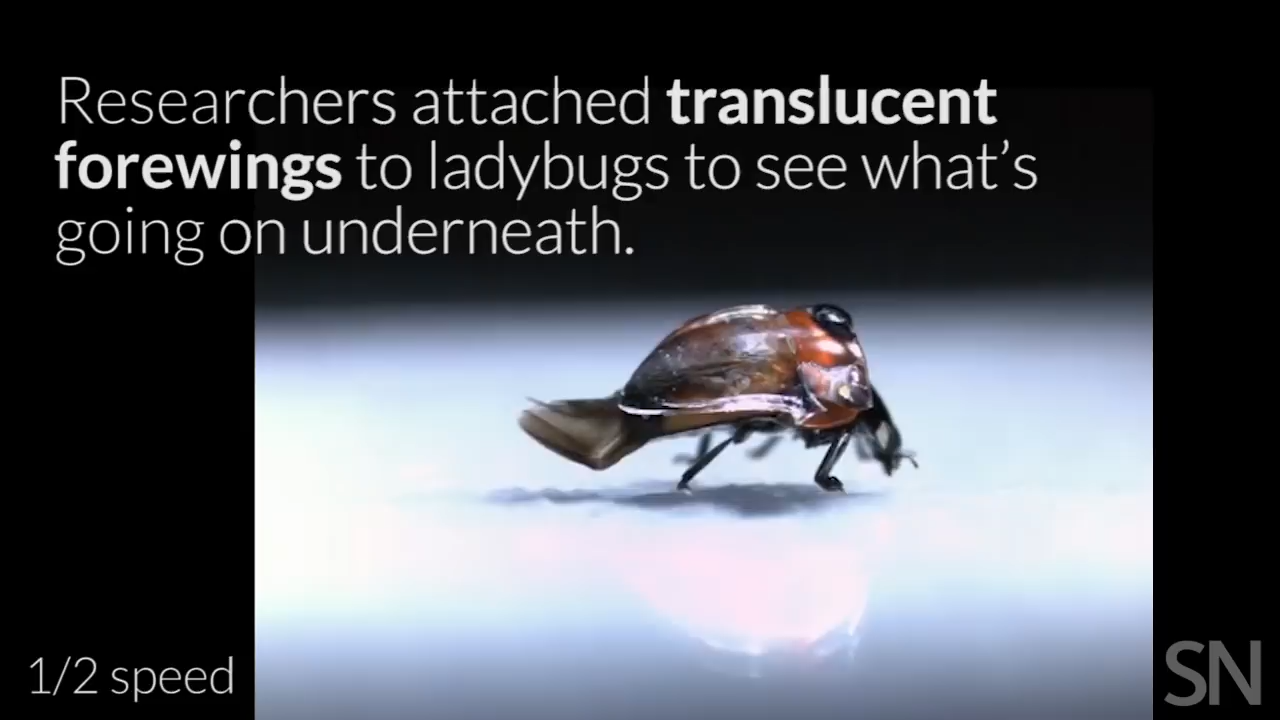 Researchers attached translucent
forewings to ladybugs to see what’s
going on underneath.
1/2 speed
SN